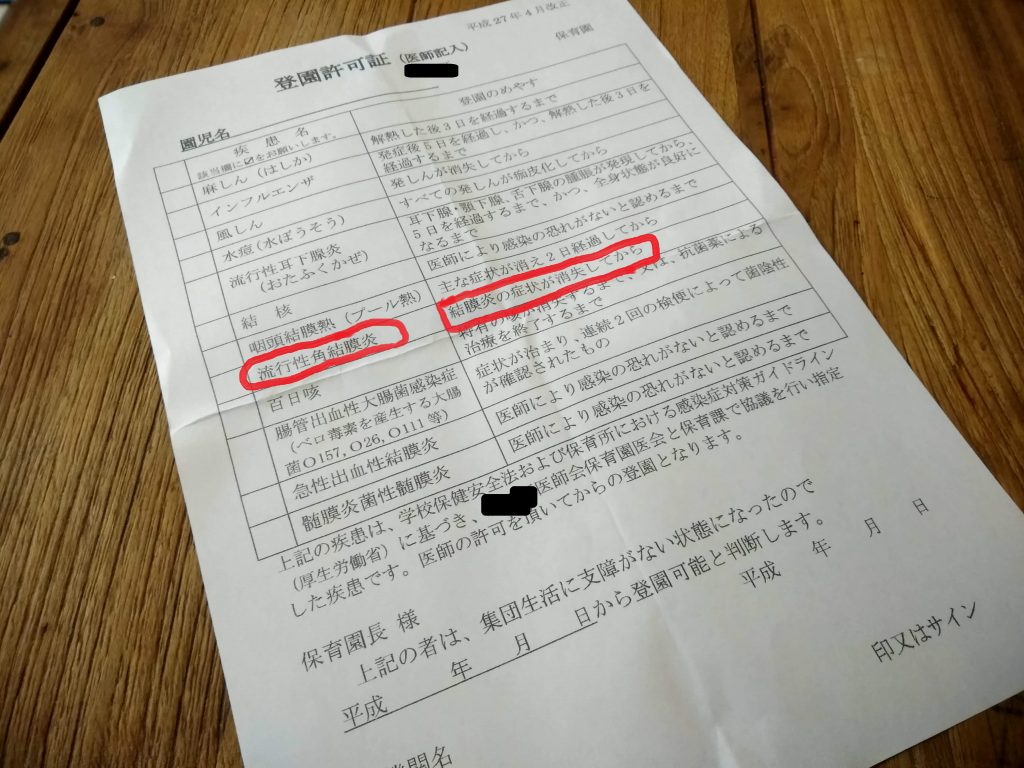 平成27年4月改正
登園許可証（医師記入）
保育園
園児名
疾患名
該当欄に☑をお願いします。
登園のめやす
麻しん（はしか）
解熱した後3日を経過するまで
インフルエンザ
発症後5日を経過し、かつ、解熱した後3日を
経過するまで
風しん
発しんが消失してから
水痘（水ぼうそう）
すべての発しんが痂皮化してから
流行性耳下腺炎
（おたふくかぜ）
耳下腺、顎下腺、舌下腺の腫脹が発現してから、
5日を経過するまで、かつ、全身状態が良好に
なるまで
結核
医師により感染の恐れがないと認めるまで
咽頭結膜熱（プール熱）
主な症状が消え2日経過してから
流行性角結膜炎
結膜炎の症状が消失してから
百日咳
特有の咳が消失するまで、又は、抗菌薬による
治療を終了するまで
腸管出血性大腸菌感染症
（ベロ毒素を産生する大腸
菌O157，O26，O111等）
症状が治まり、連続2回の検便によって菌陰性
が確認されたもの
急性出血性結膜炎
医師により感染の恐れがないと認めるまで
髄膜炎菌性髄膜炎
医師により感染の恐れがないと認めるまで
上記の疾患は、学校保健安全法および保育所における感染症対策ガイドライン
（厚生労働省）に基づき、医師会保育園医会と保育課で協議を行い指定
した疾患です。医師の許可を頂いてからの登園となります。
保育園長 様
上記の者は、集団生活に支障がない状態になったので
平成　年　月　日から登園可能と判断します。
平成　年　月　日
印又はサイン
機関名